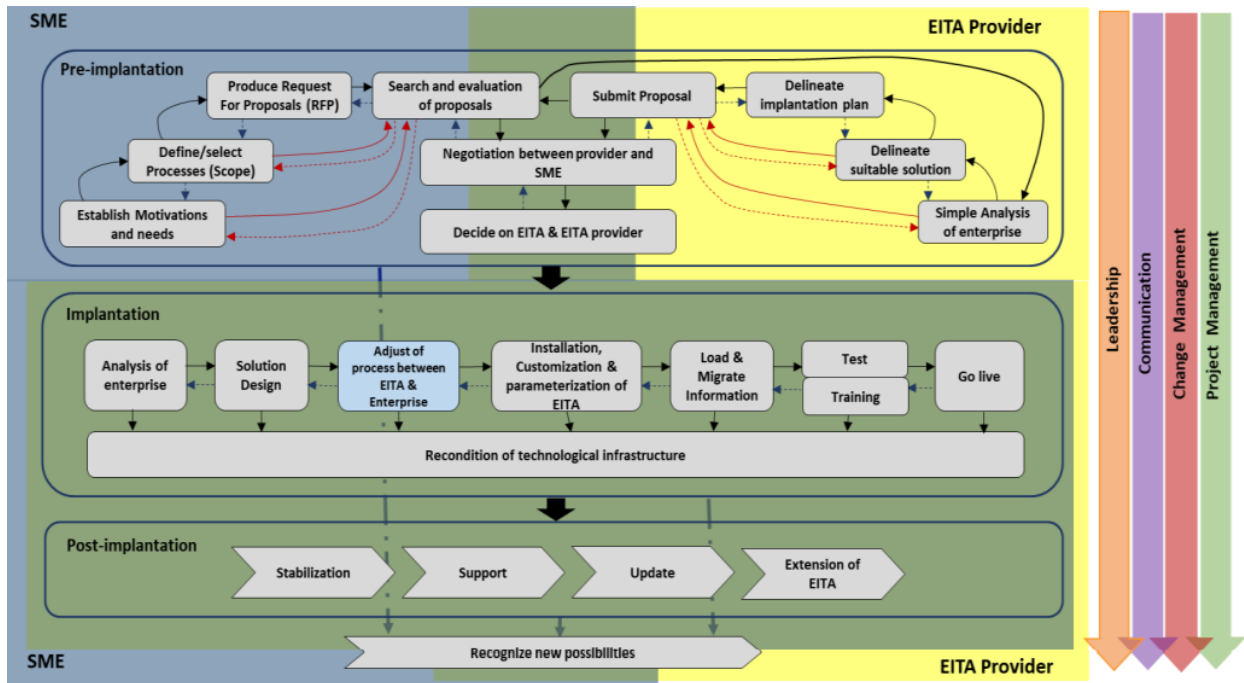 SME
EITA Provider
Pre-implantation
Produce Request
For Proposals (RFP)
Search and evaluation
of proposals
Submit Proposal
Delineate
implantation plan
Define/select
Processes (Scope)
Negotiation between provider and
SME
Delineate
suitable solution
Establish Motivations
and needs
Decide on EITA & EITA provider
Simple Analysis
of enterprise
Implantation
Analysis of
enterprise
Solution
Design
Adjust of
process between
EITA &
Enterprise
Installation,
Customization &
parameterization of
EITA
Load &
Migrate
Information
Test
Training
Go live
Recondition of technological infrastructure
Post-implantation
Stabilization
Support
Update
Extension of
EITA
Recognize new possibilities
SME
EITA Provider
Leadership
Communication
Change Management
Project Management